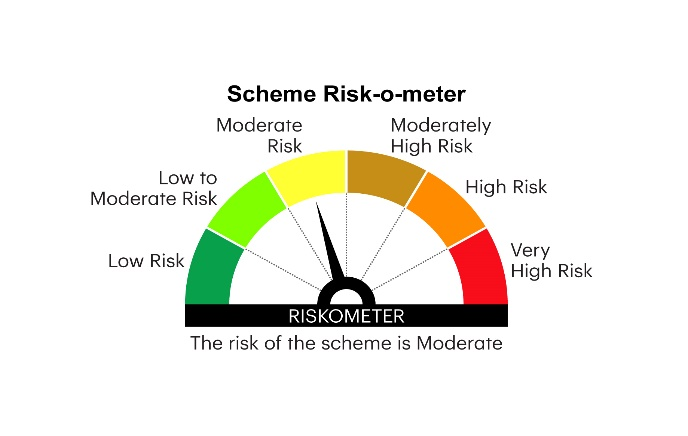 Scheme Risk-o-meter
Moderate
Risk
Moderately
High Risk
Low to
Moderate Risk
High Risk
Low Risk
Very
High Risk
RISKOMETER
The risk of the scheme is Moderate